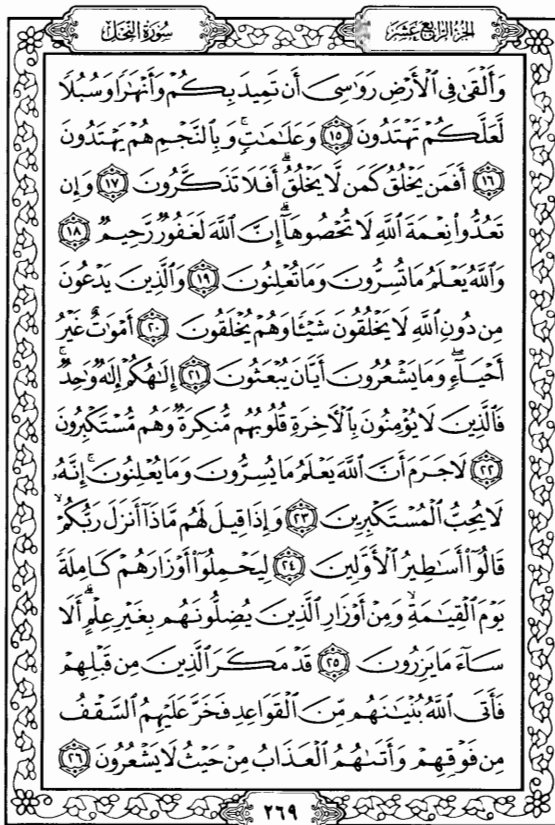 الجزء الرابع عشر
سورة النحل
وَأَلْقَىٰ فِي الْأَرْضِ رَوَاسِيَ أَن تَمِيدَ بِكُمْ وَأَنْهَارًا وَسُبُلًا
لَّعَلَّكُمْ تَهْتَدُونَ ١٥ وَعَلَامَاتٍ ۚ وَبِالنَّجْمِ هُمْ يَهْتَدُونَ
١٦ أَفَمَن يَخْلُقُ كَمَن لَّا يَخْلُقُ ۗ أَفَلَا تَذَكَّرُونَ ١٧ وَإِن
تَعُدُّوا نِعْمَةَ اللَّهِ لَا تُحْصُوهَا ۗ إِنَّ اللَّهَ لَغَفُورٌ رَّحِيمٌ ١٨
وَاللَّهُ يَعْلَمُ مَا تُسِرُّونَ وَمَا تُعْلِنُونَ ١٩ وَالَّذِينَ يَدْعُونَ
مِن دُونِ اللَّهِ لَا يَخْلُقُونَ شَيْئًا وَهُمْ يُخْلَقُونَ ٢٠ أَمْوَاتٌ غَيْرُ
أَحْيَاءٍ ۖ وَمَا يَشْعُرُونَ أَيَّانَ يُبْعَثُونَ ٢١ إِلَٰهُكُمْ إِلَٰهٌ وَاحِدٌ ۚ
فَالَّذِينَ لَا يُؤْمِنُونَ بِالْآخِرَةِ قُلُوبُهُم مُّنكِرَةٌ وَهُم مُّسْتَكْبِرُونَ
٢٢ لَا جَرَمَ أَنَّ اللَّهَ يَعْلَمُ مَا يُسِرُّونَ وَمَا يُعْلِنُونَ ۚ إِنَّهُ
لَا يُحِبُّ الْمُسْتَكْبِرِينَ ٢٣ وَإِذَا قِيلَ لَهُم مَّاذَا أَنزَلَ رَبُّكُمْ ۙ
قَالُوا أَسَاطِيرُ الْأَوَّلِينَ ٢٤ لِيَحْمِلُوا أَوْزَارَهُمْ كَامِلَةً
يَوْمَ الْقِيَامَةِ ۙ وَمِنْ أَوْزَارِ الَّذِينَ يُضِلُّونَهُم بِغَيْرِ عِلْمٍ ۗ أَلَا
سَاءَ مَا يَزِرُونَ ٢٥ قَدْ مَكَرَ الَّذِينَ مِن قَبْلِهِمْ
فَأَتَى اللَّهُ بُنْيَانَهُم مِّنَ الْقَوَاعِدِ فَخَرَّ عَلَيْهِمُ السَّقْفُ
مِن فَوْقِهِمْ وَأَتَاهُمُ الْعَذَابُ مِنْ حَيْثُ لَا يَشْعُرُونَ ٢٦
٢٦٩